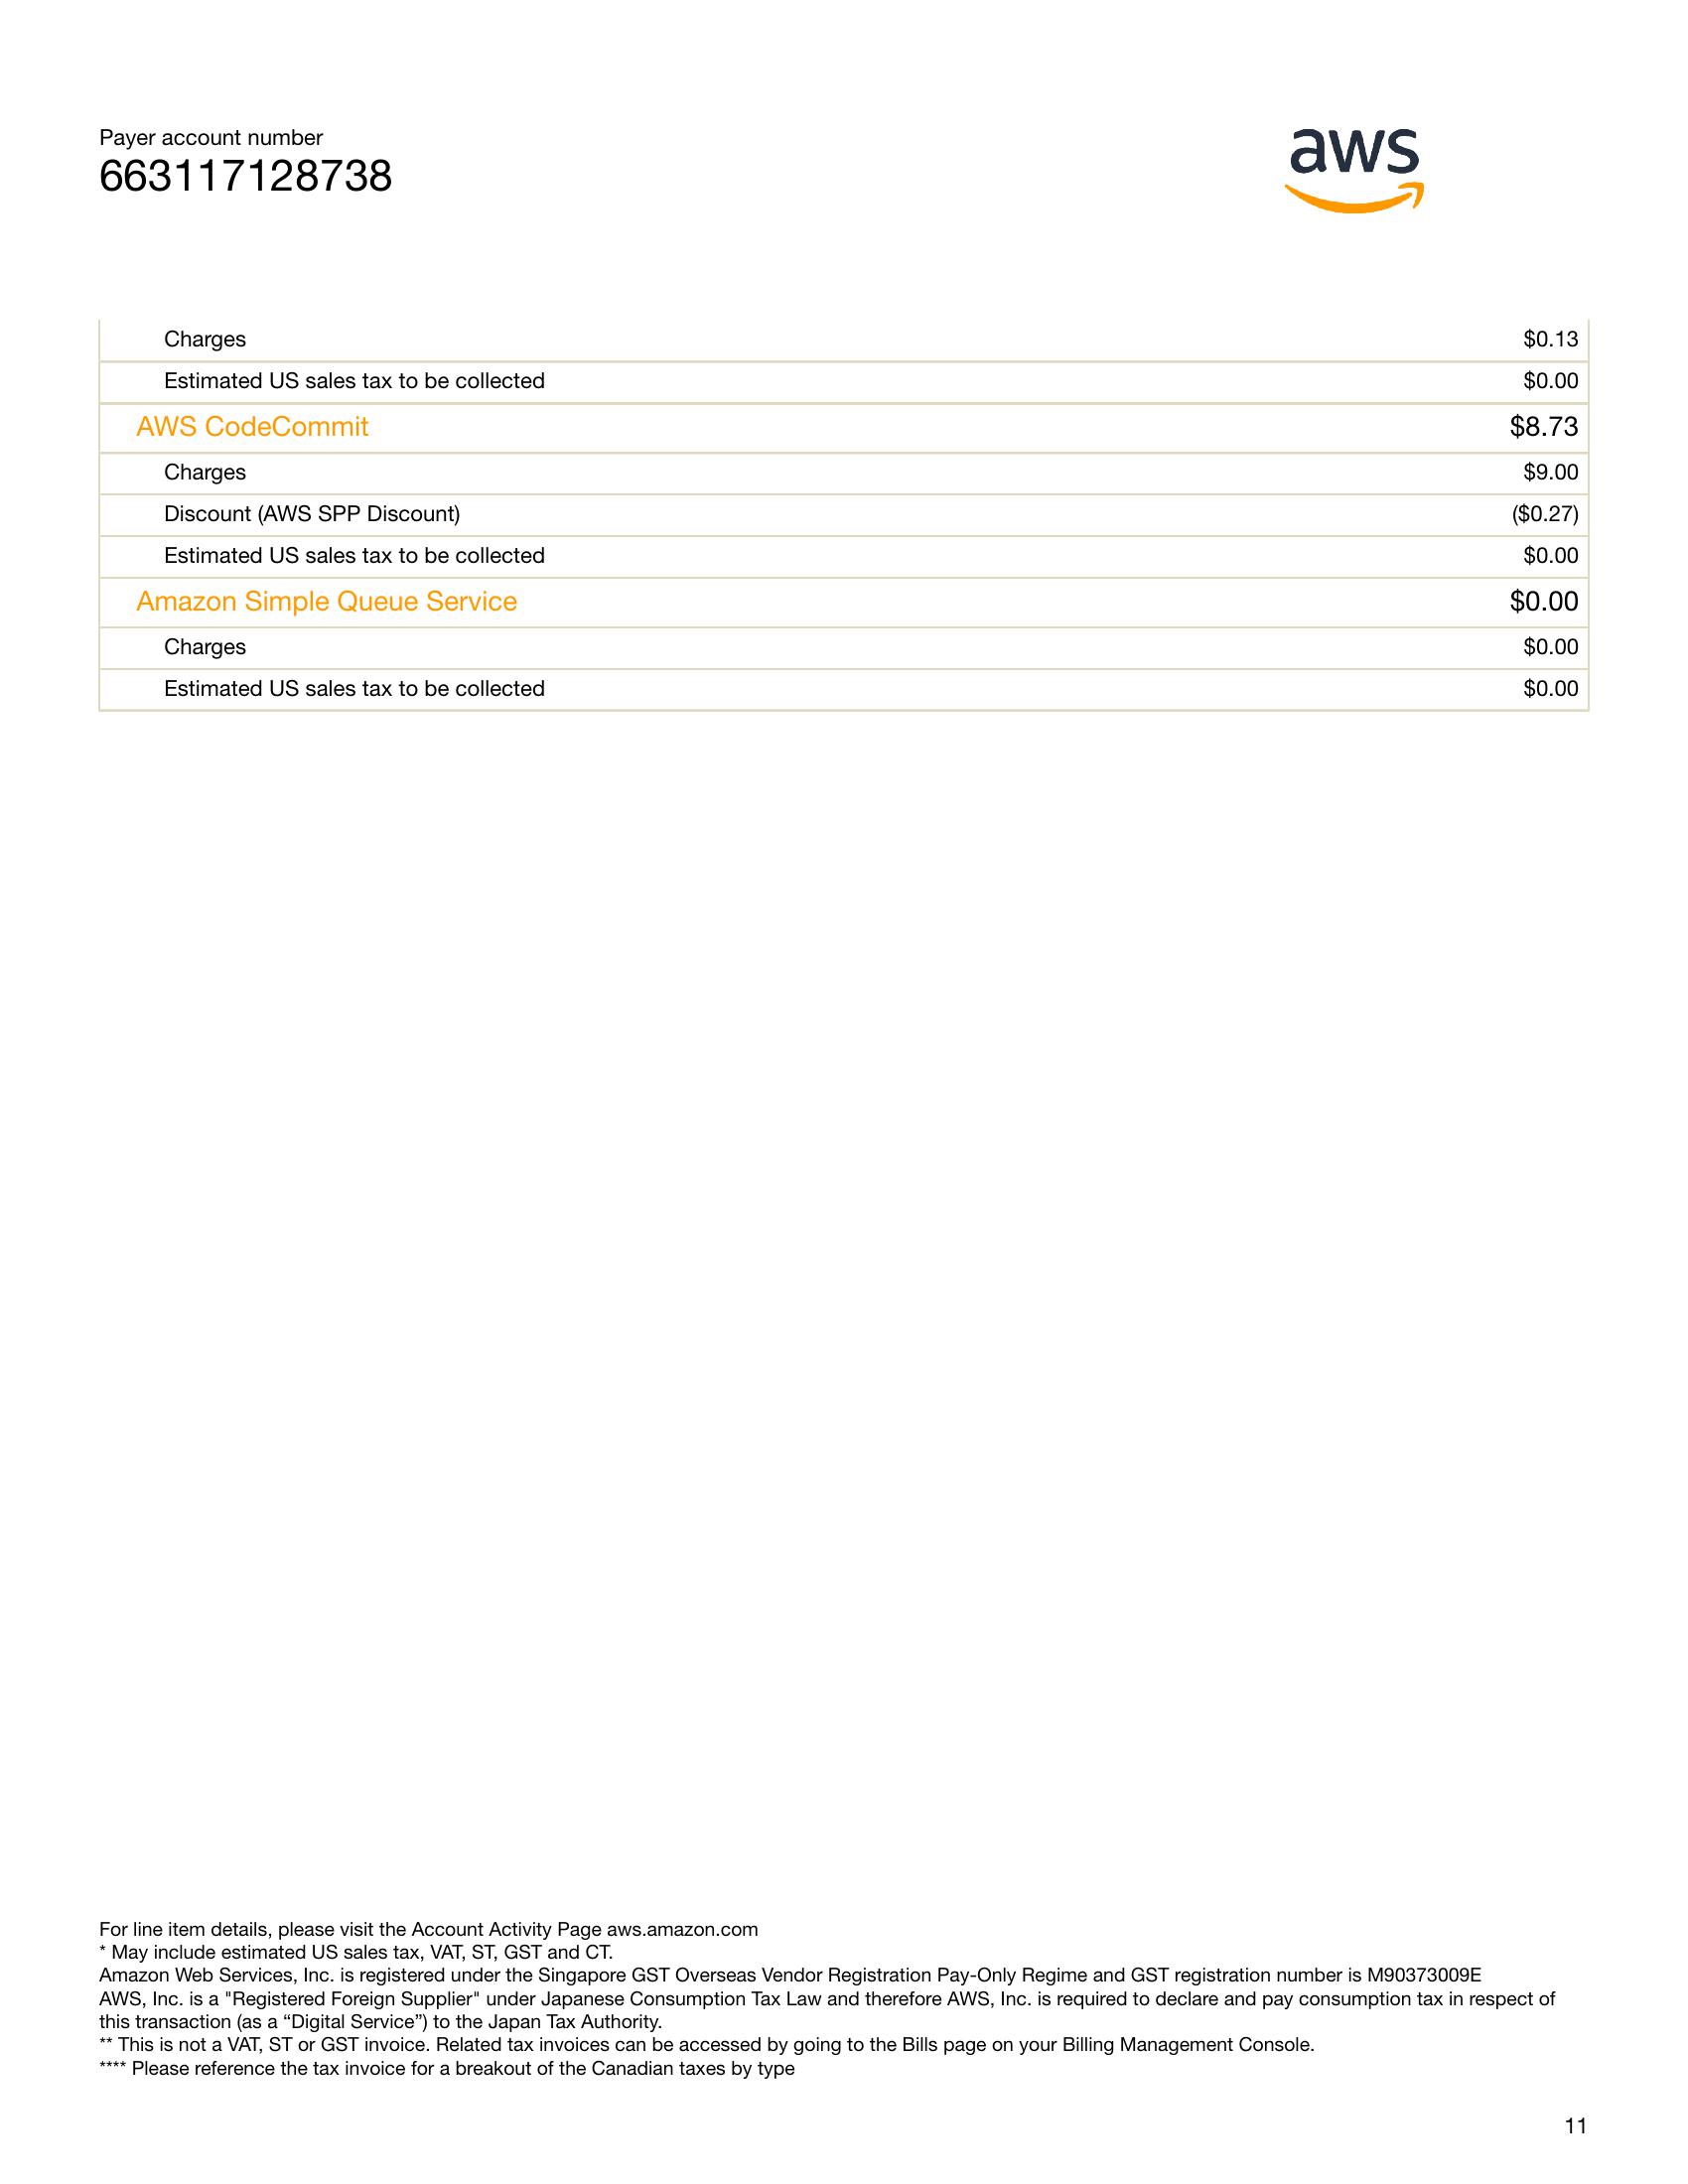 Payer account number
663117128738
aws
Charges $0.13
Estimated US sales tax to be collected $0.00
AWS CodeCommit $8.73
Charges $9.00
Discount (AWS SPP Discount) ($0.27)
Estimated US sales tax to be collected $0.00
Amazon Simple Queue Service $0.00
Charges $0.00
Estimated US sales tax to be collected $0.00
For line item details, please visit the Account Activity Page aws.amazon.com
* May include estimated US sales tax, VAT, ST, GST and CT.
Amazon Web Services, Inc. is registered under the Singapore GST Overseas Vendor Registration Pay-Only Regime and GST registration number is M90373009E
AWS, Inc. is a "Registered Foreign Supplier" under Japanese Consumption Tax Law and therefore AWS, Inc. is required to declare and pay consumption tax in respect of
this transaction (as a “Digital Service”) to the Japan Tax Authority.
** This is not a VAT, ST or GST invoice. Related tax invoices can be accessed by going to the Bills page on your Billing Management Console.
**** Please reference the tax invoice for a breakout of the Canadian taxes by type
11